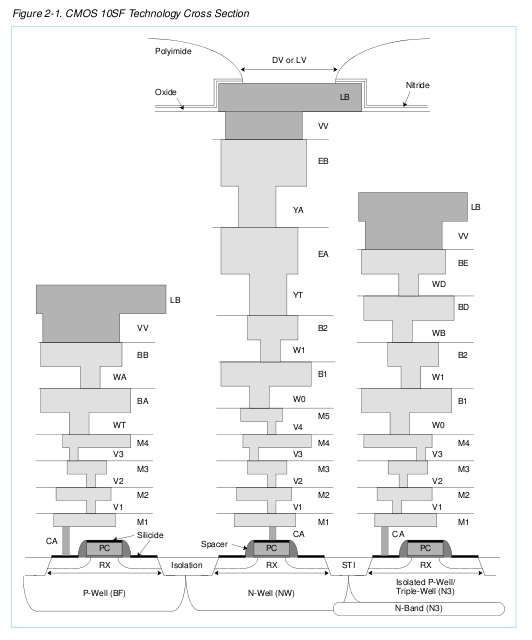 Figure 2-1. CMOS 10SF Technology Cross Section
Polyimide
DV or LV
Oxide
Nitride
LB
VV
EB
YA
LB
EA
VV
BE
WD
YT
LB
BD
VV
B2
WB
W1
BB
B2
WA
B1
W1
BA
W0
B1
WT
M5
W0
V4
M4
M4
M4
V3
V3
V3
M3
M3
M3
V2
V2
V2
M2
M2
M2
V1
V1
V1
M1
M1
M1
CA
Silicide
CA
CA
PC
Spacer
PC
PC
RX
Isolation
RX
STI
RX
P-Well (BF)
N-Well (NW)
Isolated P-Well/
Triple-Well (N3)
N-Band (N3)